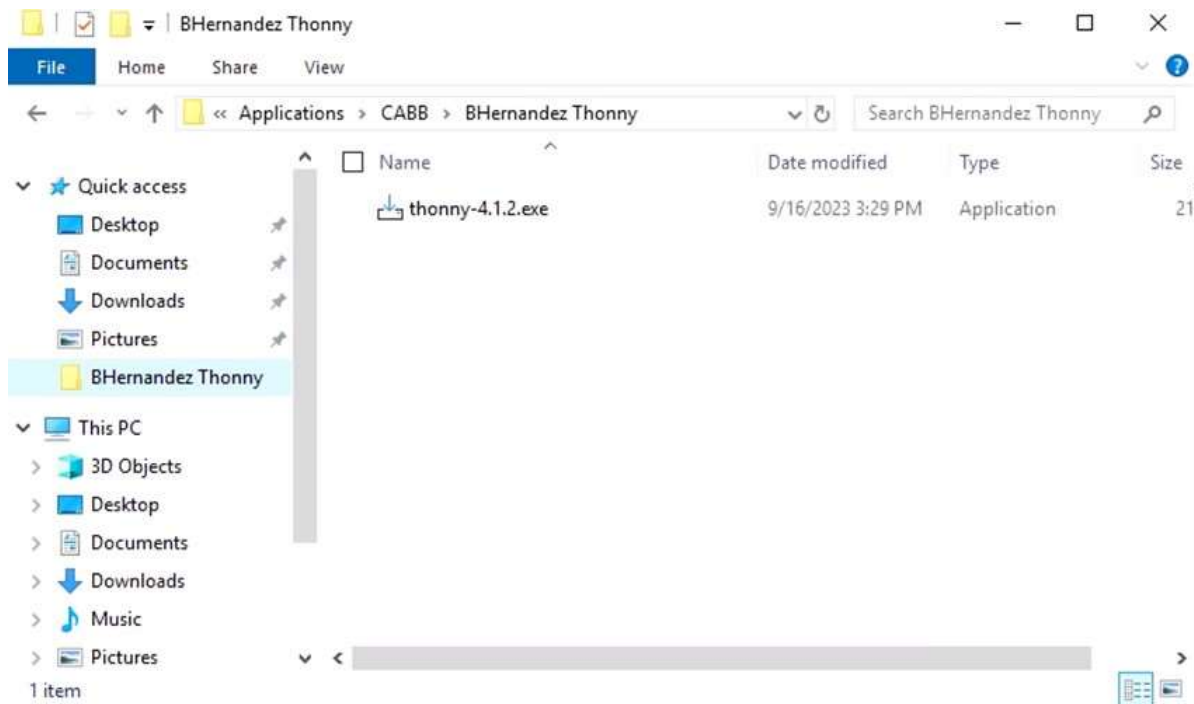 BHernandez Thonny
File Home Share View
« Applications > CABB > BHernandez Thonny Search BHernandez Thonny
Name Date modified Type Size
Quick access
thonny-4.1.2.exe 9/16/2023 3:29 PM Application 21
Desktop
Documents
Downloads
Pictures
BHernandez Thonny
This PC
3D Objects
Desktop
Documents
Downloads
Music
Pictures
1 item